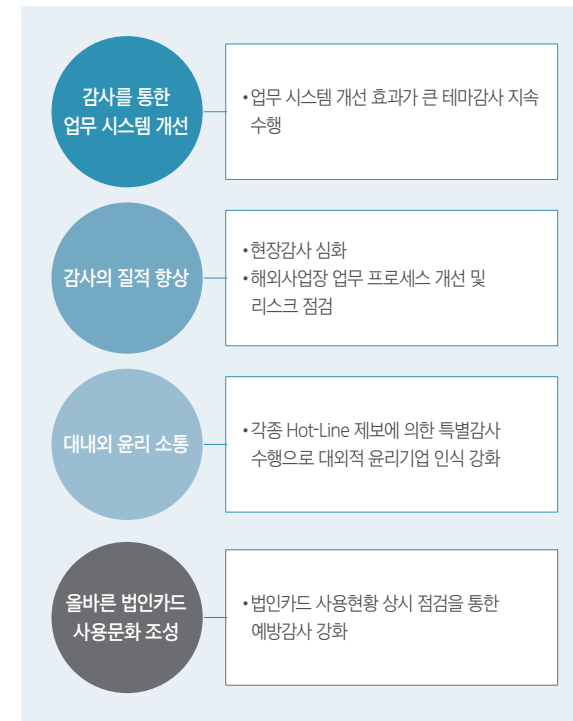 감사를 통한
업무 시스템 개선
•업무 시스템 개선 효과가 큰 테마감사 지속
수행
감사의 질적 향상
•현장감사 심화
•해외사업장 업무 프로세스 개선 및
리스크 점검
대내외 윤리 소통
•각종 Hot-Line 제보에 의한 특별감사
수행으로 대외적 윤리기업 인식 강화
올바른 법인카드
사용문화 조성
•법인카드 사용현황 상시 점검을 통한
예방감사 강화